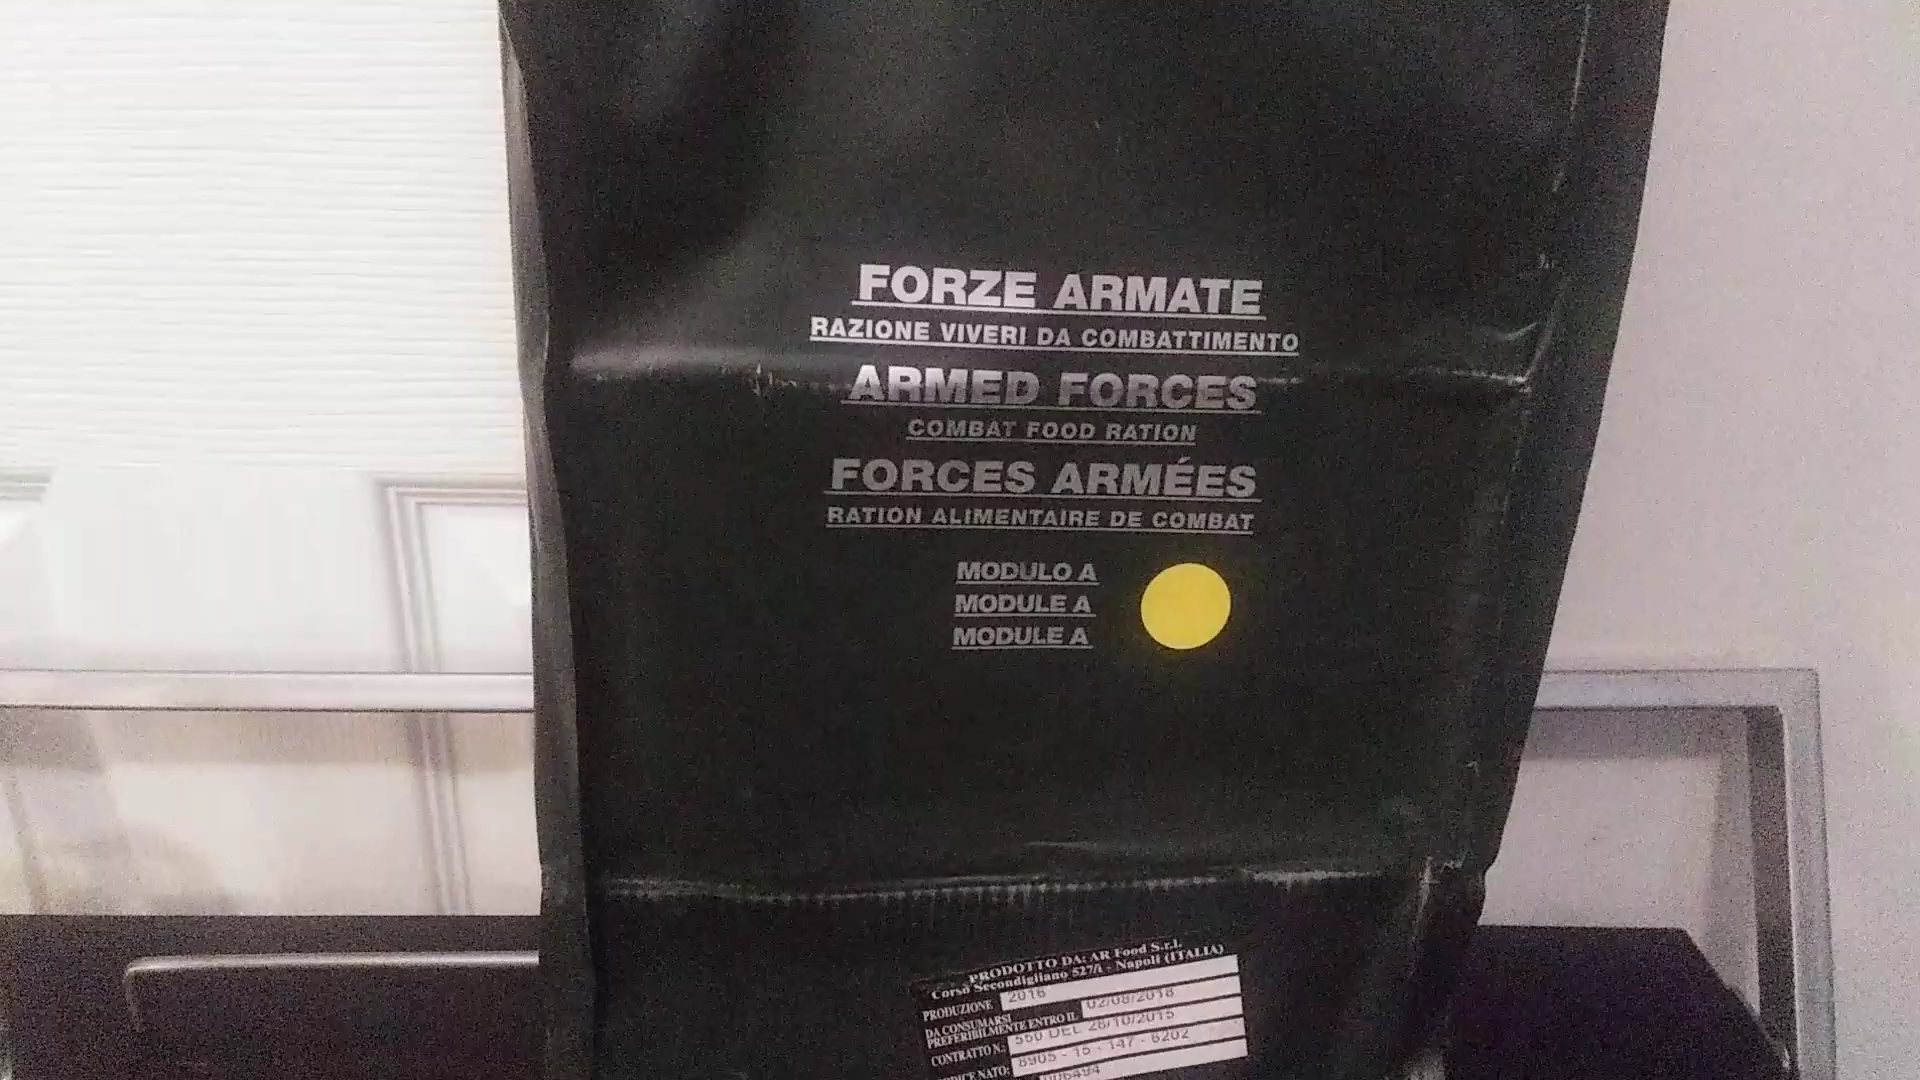 FORZE ARMATE
RAZIONE VIVERI DA COMBATTIMENTO
ARMED FORCES
COMBAT FOOD RATION
FORCES ARMÉES
RATION ALIMENTAIRE DE COMBAT
MODULO A
MODULE A
MODULE A
PRODOTTO DA: AR Food S.r.l.
Corso Secondigliano 527/i - Napoli (ITALIA)
PRODUZIONE 2016
DA CONSUMARSI
PREFERIBILMENTE ENTRO IL 02/08/2018
CONTRATTO N.: 550 DEL 28/10/2015
NATO: 8905 - 15 - 147 - 6202